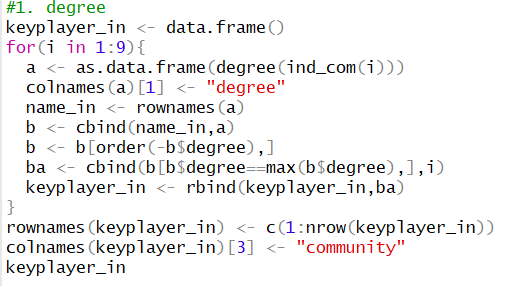 #1. degree
keyplayer_in <- data.frame()
for(i in 1:9){
  a <- as.data.frame(degree(ind_com(i)))
  colnames(a)[1] <- "degree"
  name_in <- rownames(a)
  b <- cbind(name_in,a)
  b <- b[order(-b$degree),]
  ba <- cbind(b[b$degree==max(b$degree),],i)
  keyplayer_in <- rbind(keyplayer_in,ba)
}
rownames(keyplayer_in) <- c(1:nrow(keyplayer_in))
colnames(keyplayer_in)[3] <- "community"
keyplayer_in